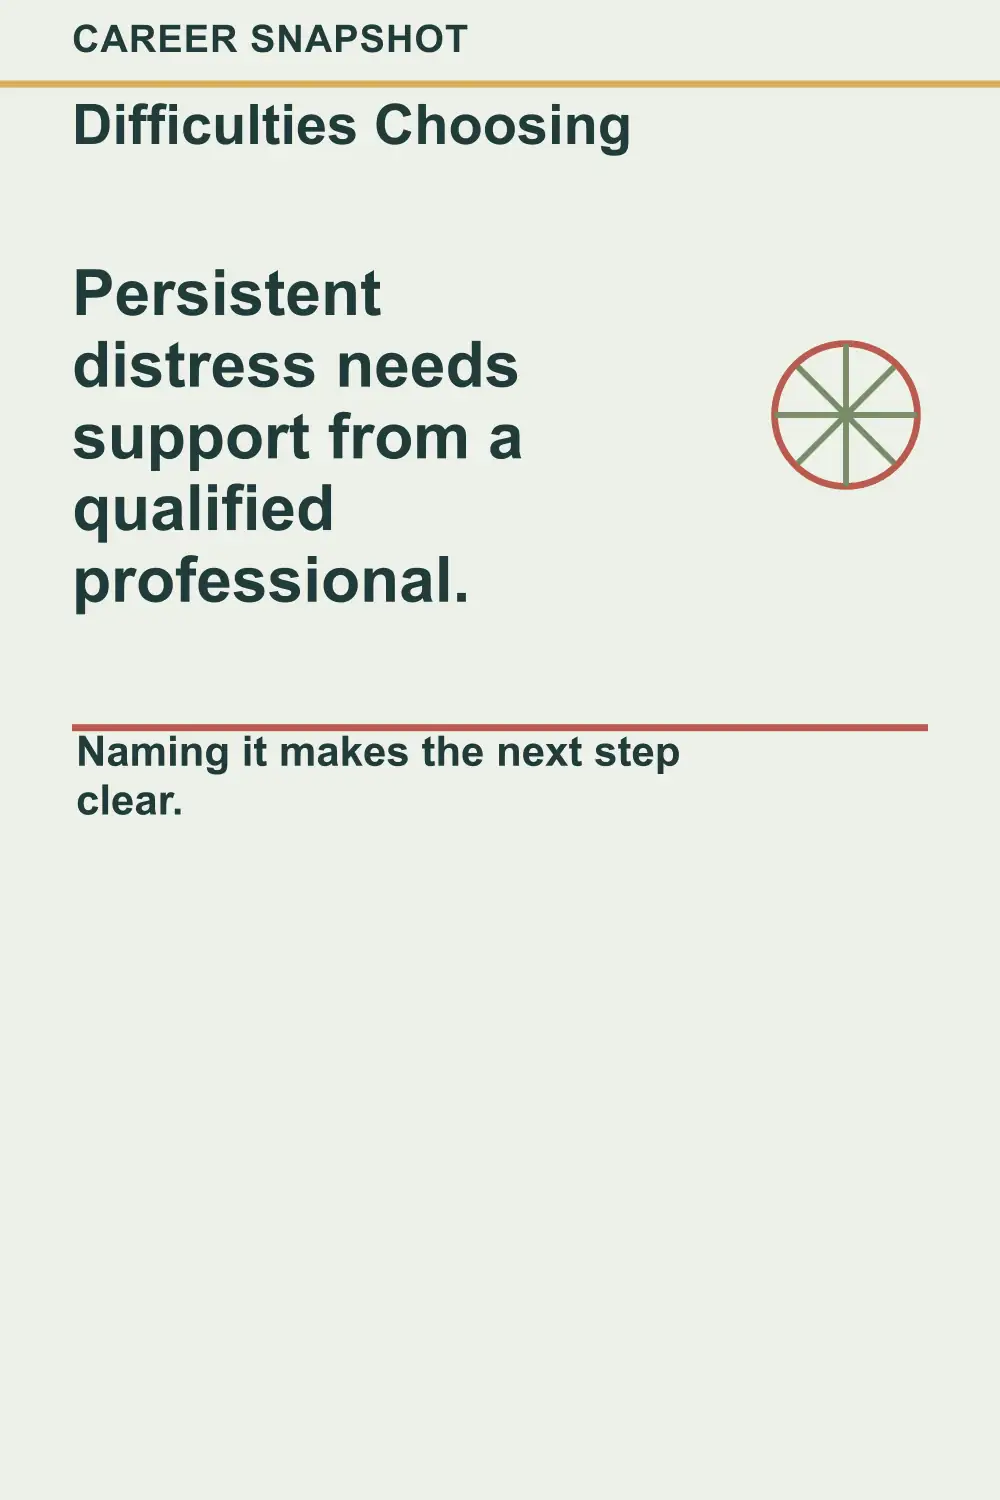 CAREER SNAPSHOT
Difficulties Choosing
Persistent
distress needs
support from a
qualified
professional.
Naming it makes the next step
clear.